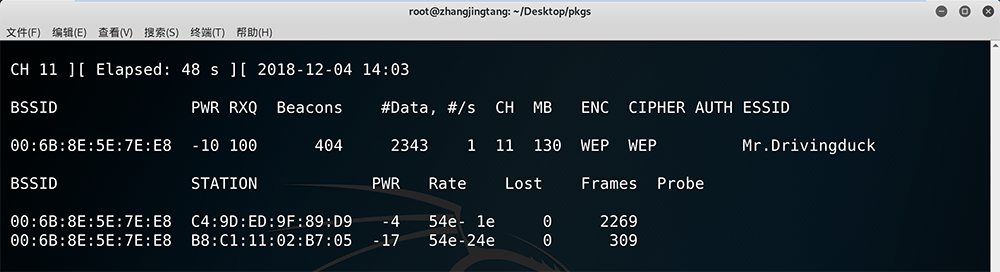 root@zhangjingtang: ~/Desktop/pkgs
文件(F) 编辑(E) 查看(V) 搜索(S) 终端(T) 帮助(H)
CH 11 ][ Elapsed: 48 s ][ 2018-12-04 14:03
BSSID PWR RXQ Beacons #Data, #/s CH MB ENC CIPHER AUTH ESSID
00:6B:8E:5E:7E:E8 -10 100 404 2343 1 11 130 WEP WEP Mr.Drivingduck
BSSID STATION PWR Rate Lost Frames Probe
00:6B:8E:5E:7E:E8 C4:9D:ED:9F:89:D9 -4 54e- 1e 0 2269
00:6B:8E:5E:7E:E8 B8:C1:11:02:B7:05 -17 54e-24e 0 309